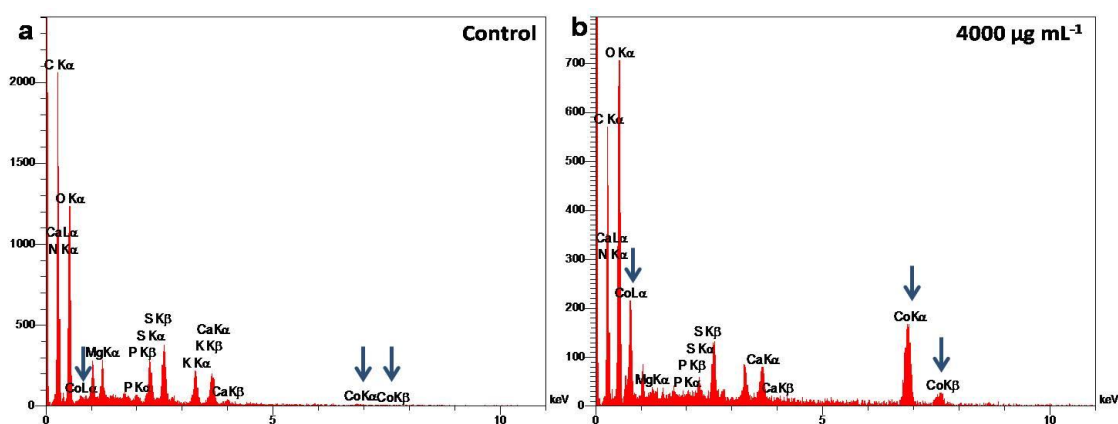 a
Control
2000
1500
1000
500
0
C Kα
O Kα
CaLα
N Kα
CoLα
MgKα
P Kα
S Kβ
S Kα
P Kβ
CaKα
K Kβ
K Kα
CaKβ
CoKα
CoKβ
0
5
10
keV
b
4000 µg mL⁻¹
700
600
500
400
300
200
100
0
O Kα
C Kα
CaLα
N Kα
CoLα
MgKα
S Kβ
S Kα
P Kβ
P Kα
CaKα
CaKβ
CoKα
CoKβ
0
5
10
keV